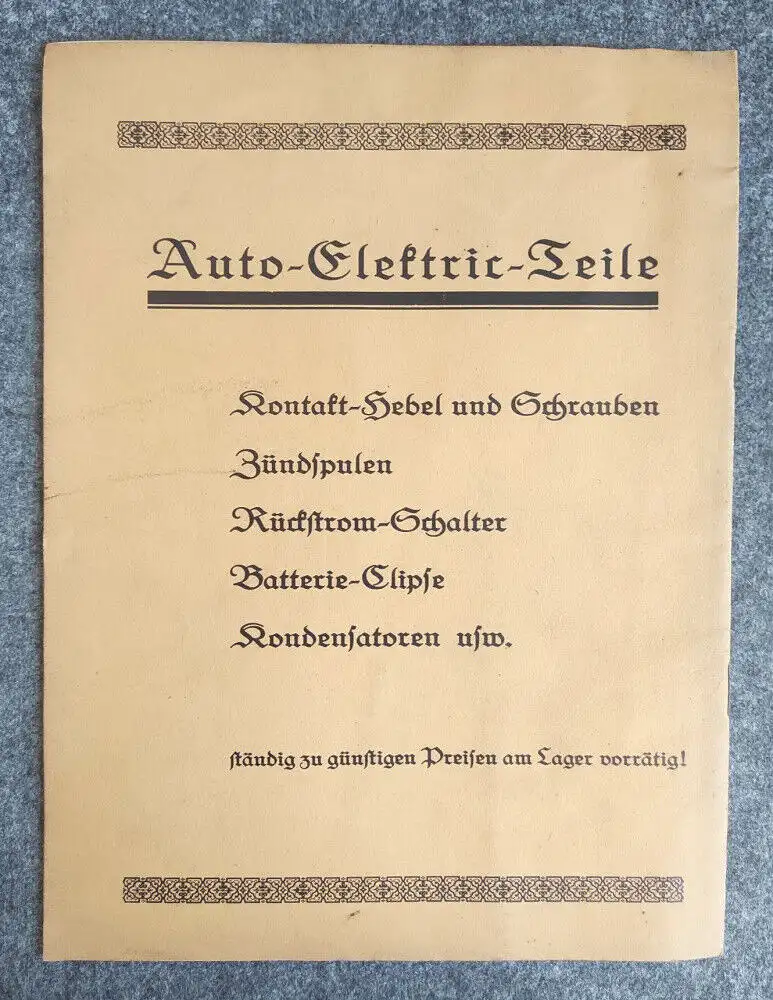 Auto-Elektric-Teile
Kontakt-Hebel und Schrauben
Zündſpulen
Rückſtrom-Schalter
Batterie-Clipſe
Kondenſatoren uſw.
ſtändig zu günſtigen Preiſen am Lager vorrätig!